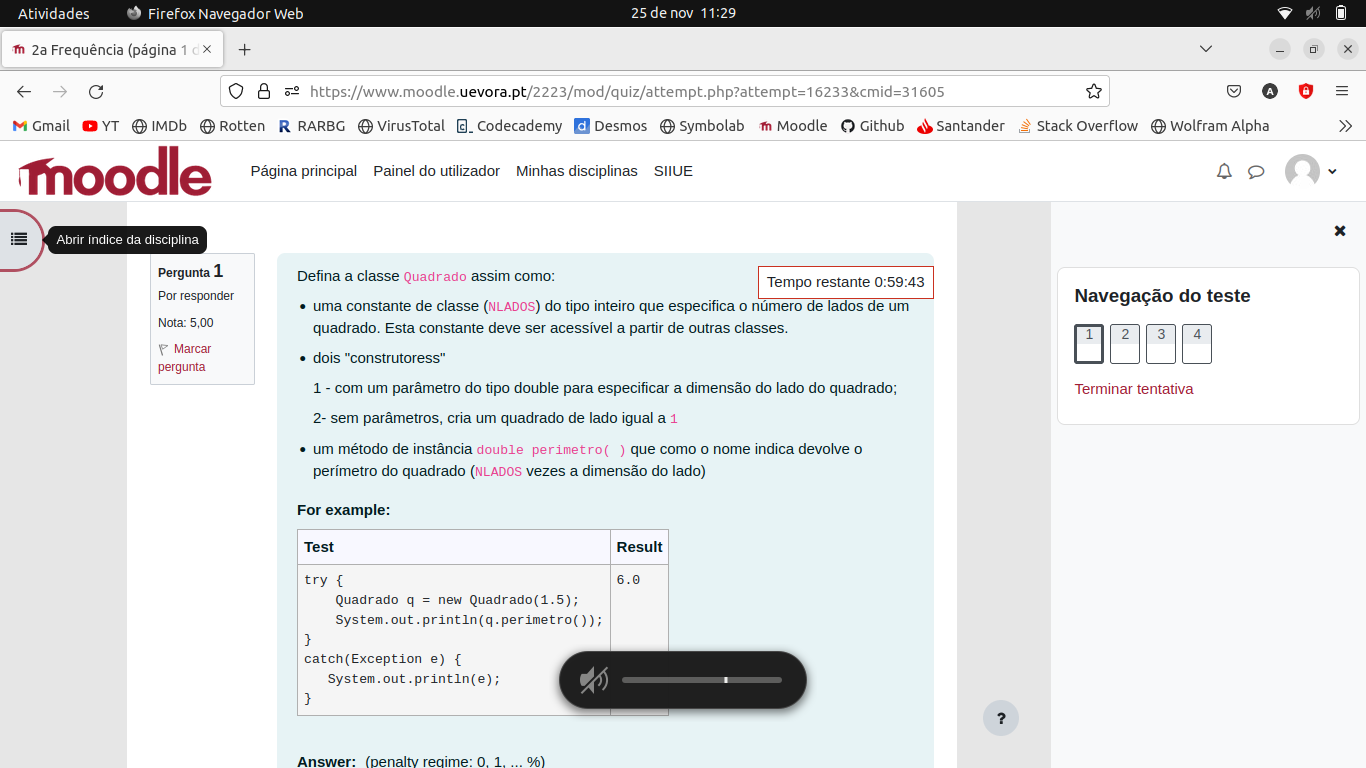 Atividades
Firefox Navegador Web
25 de nov 11:29
2a Frequência (página 1 d
https://www.moodle.uevora.pt/2223/mod/quiz/attempt.php?attempt=16233&cmid=31605
Gmail
YT
IMDb
Rotten
RARBG
VirusTotal
Codecademy
Desmos
Symbolab
Moodle
Github
Santander
Stack Overflow
Wolfram Alpha
moodle
Página principal
Painel do utilizador
Minhas disciplinas
SIIUE
Abrir índice da disciplina
Pergunta 1
Por responder
Nota: 5,00
Marcar
pergunta
Tempo restante 0:59:43
Defina a classe Quadrado assim como:
• uma constante de classe (NLADOS) do tipo inteiro que especifica o número de lados de um
quadrado. Esta constante deve ser acessível a partir de outras classes.
• dois "construtoress"
1 - com um parâmetro do tipo double para especificar a dimensão do lado do quadrado;
2- sem parâmetros, cria um quadrado de lado igual a 1
• um método de instância double perimetro( ) que como o nome indica devolve o
perímetro do quadrado (NLADOS vezes a dimensão do lado)
For example:
Test
Result
try {
Quadrado q = new Quadrado(1.5);
System.out.println(q.perimetro());
}
catch(Exception e) {
System.out.println(e);
}
6.0
Answer: (penalty regime: 0, 1, ... %)
Navegação do teste
1
2
3
4
Terminar tentativa
?